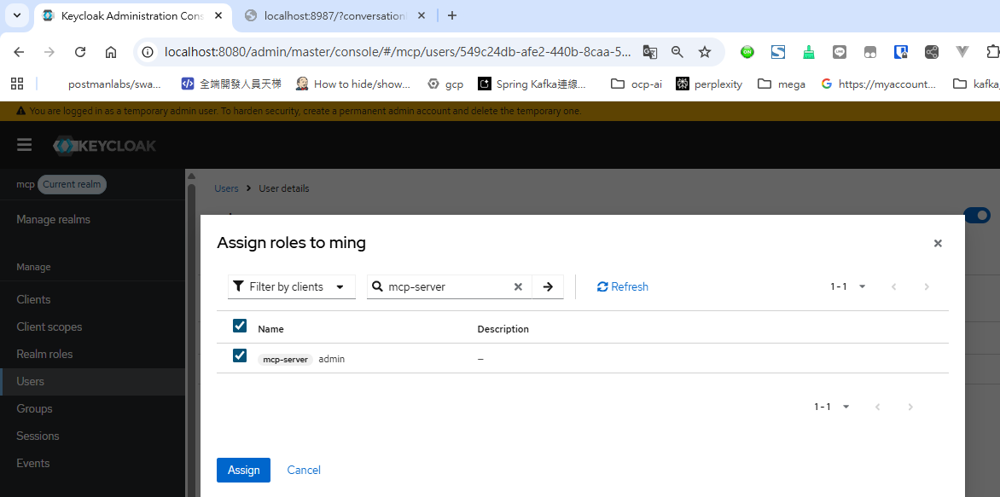 Keycloak Administration Cons
localhost:8987/?conversation
localhost:8080/admin/master/console/#/mcp/users/549c24db-afe2-440b-8caa-5...
postmanlabs/swa...
全端開發人員天梯
How to hide/show...
gcp
Spring Kafka連線...
ocp-ai
perplexity
mega
https://myaccount...
kafka
You are logged in as a temporary admin user. To harden security, create a permanent admin account and delete the temporary one.
KEYCLOAK
mcp Current realm
Manage realms
Manage
Clients
Client scopes
Realm roles
Users
Groups
Sessions
Events
Users > User details
Assign roles to ming
Filter by clients
mcp-server
Refresh
1 - 1
Name Description
mcp-server admin –
1 - 1
Assign Cancel